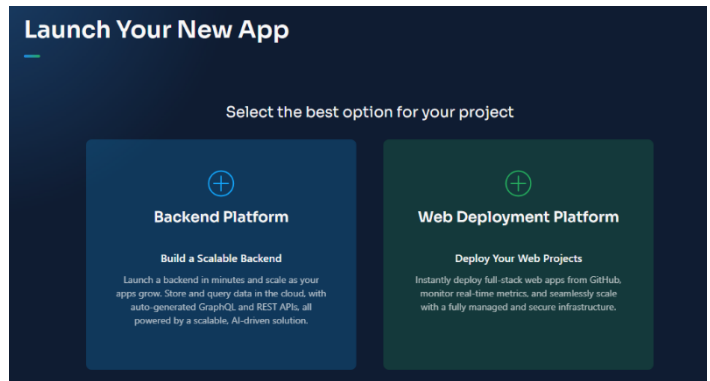 Launch Your New App
Select the best option for your project
Backend Platform
Build a Scalable Backend
Launch a backend in minutes and scale as your
apps grow. Store and query data in the cloud, with
auto-generated GraphQL and REST APIs, all
powered by a scalable, AI-driven solution.
Web Deployment Platform
Deploy Your Web Projects
Instantly deploy full-stack web apps from GitHub,
monitor real-time metrics, and seamlessly scale
with a fully managed and secure infrastructure.